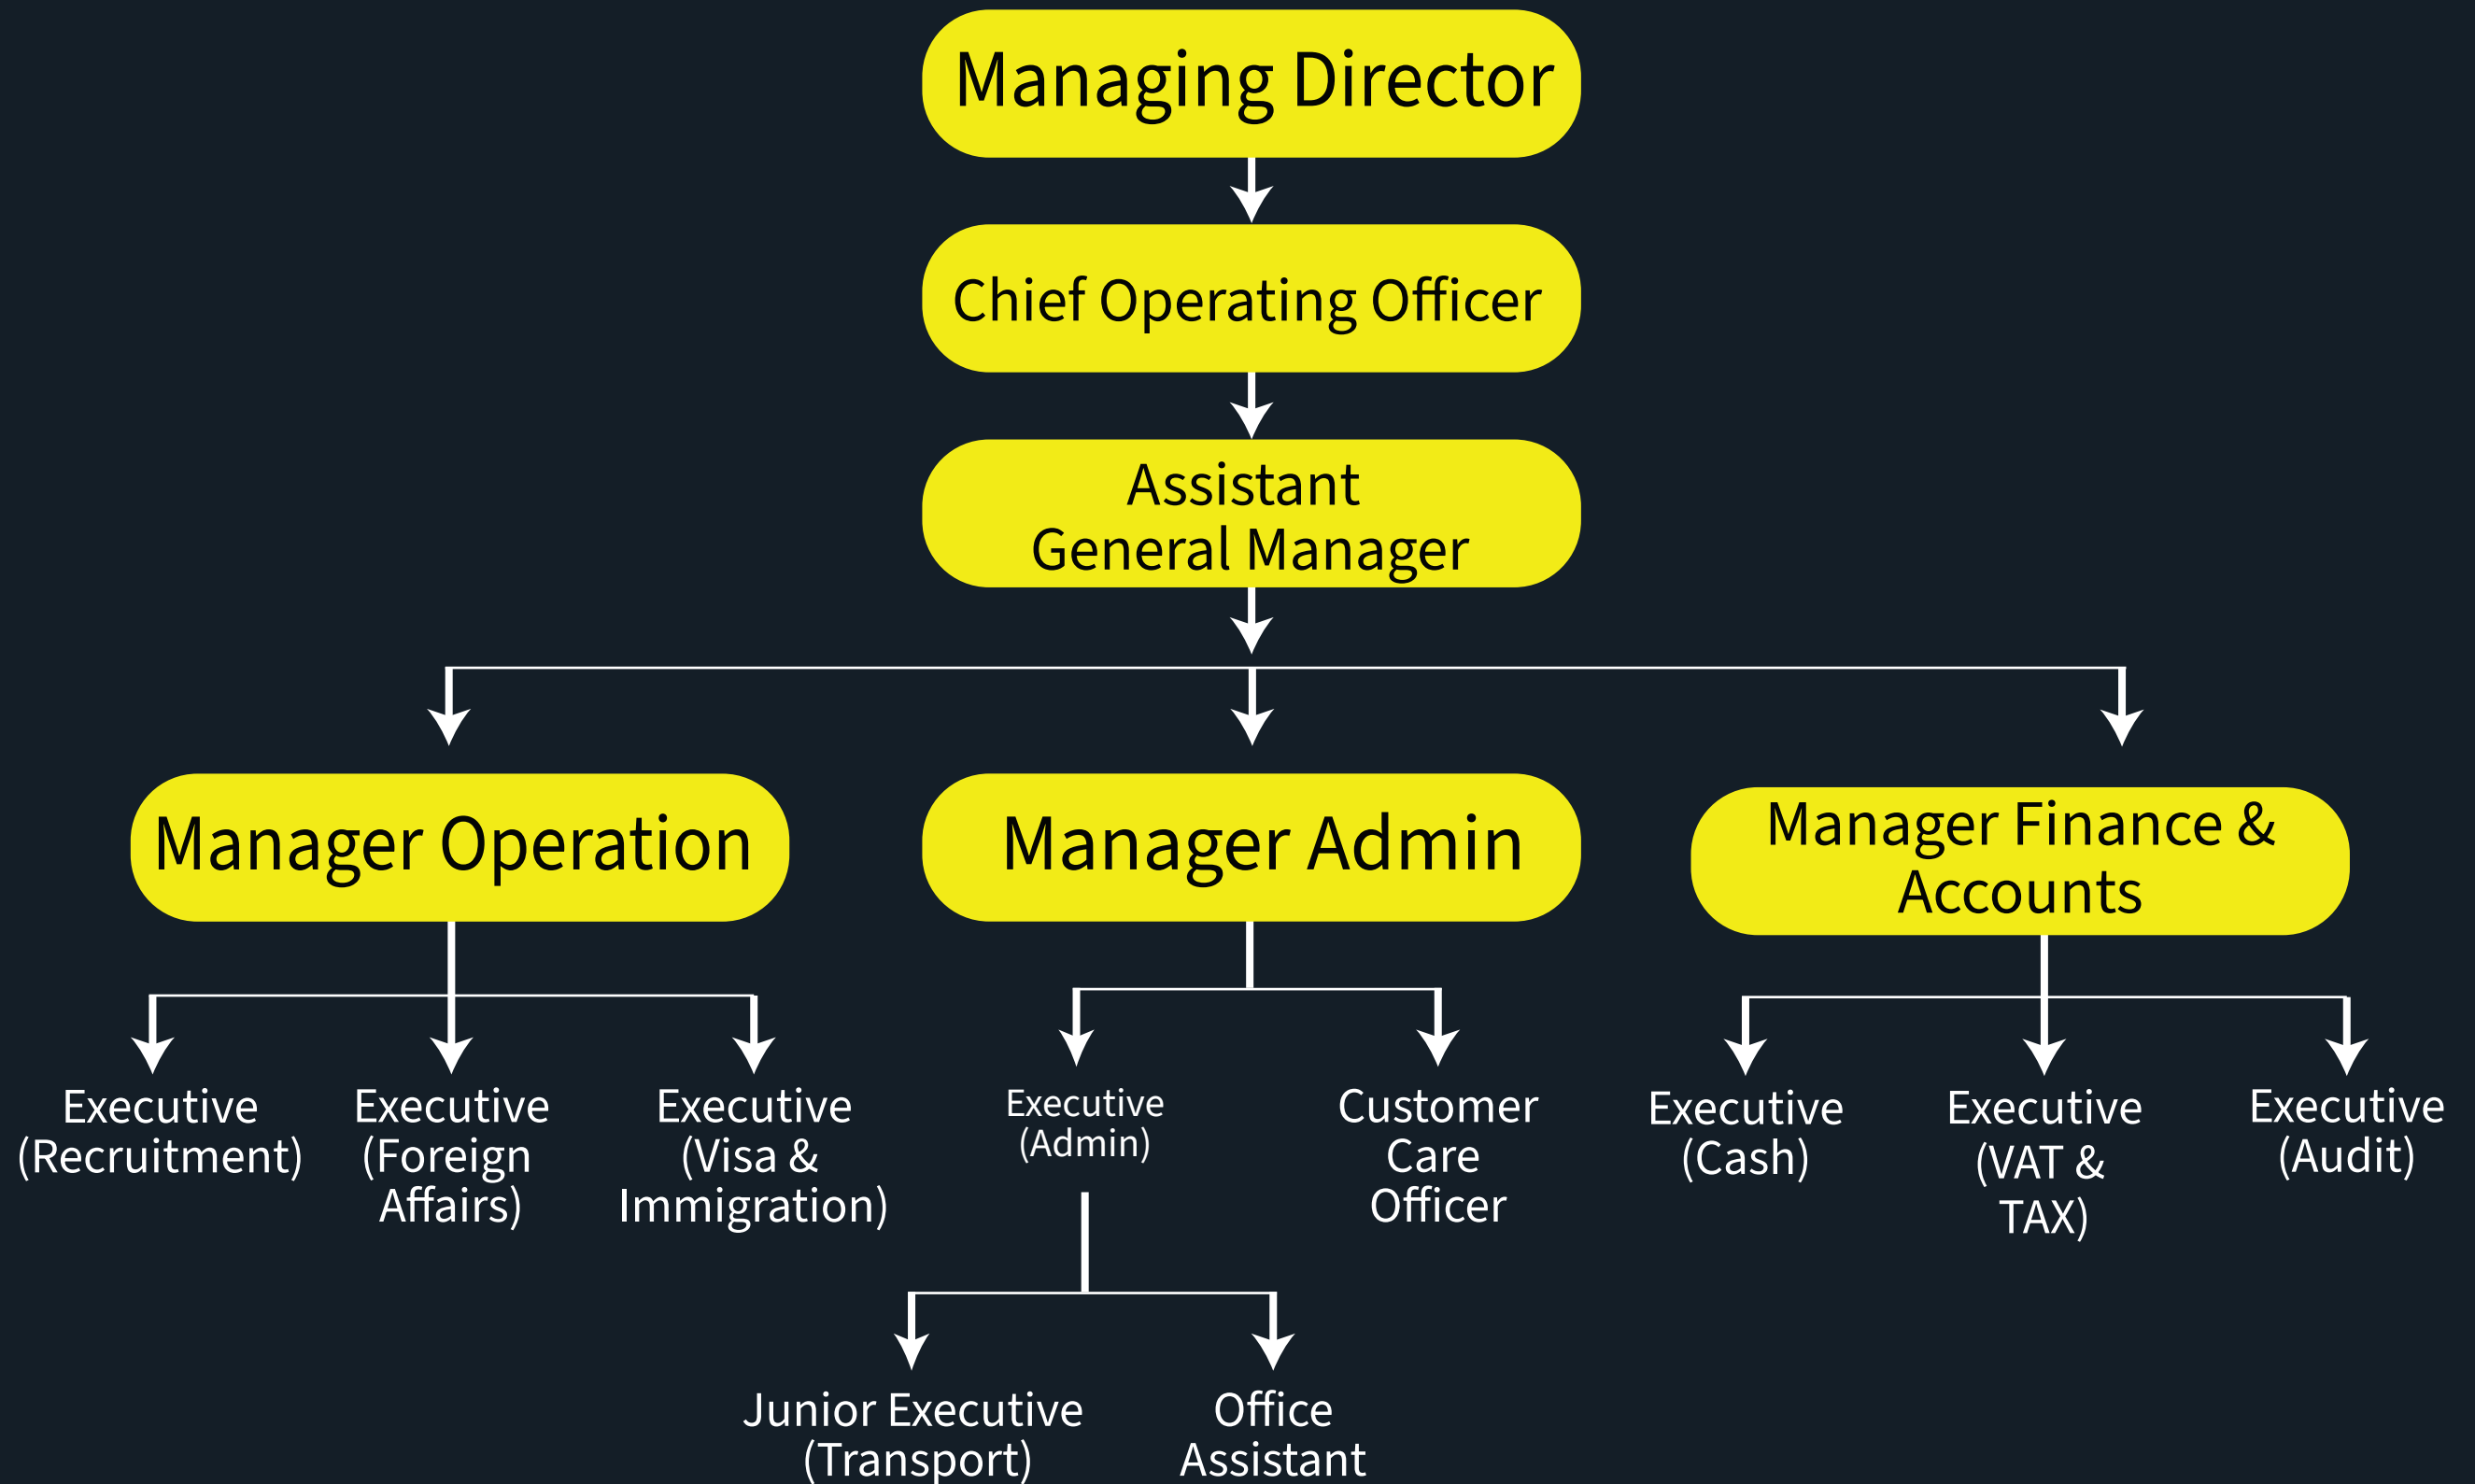 Managing Director
Chief Operating Officer
Assistant
General Manager
Manager Operation
Manager Admin
Manager Finance &
Accounts
Executive
(Recruitment)
Executive
(Foreign
Affairs)
Executive
(Visa &
Immigration)
Executive
(Admin)
Customer
Care
Officer
Executive
(Cash)
Executive
(VAT &
TAX)
Executive
(Audit)
Junior Executive
(Transport)
Office
Assistant